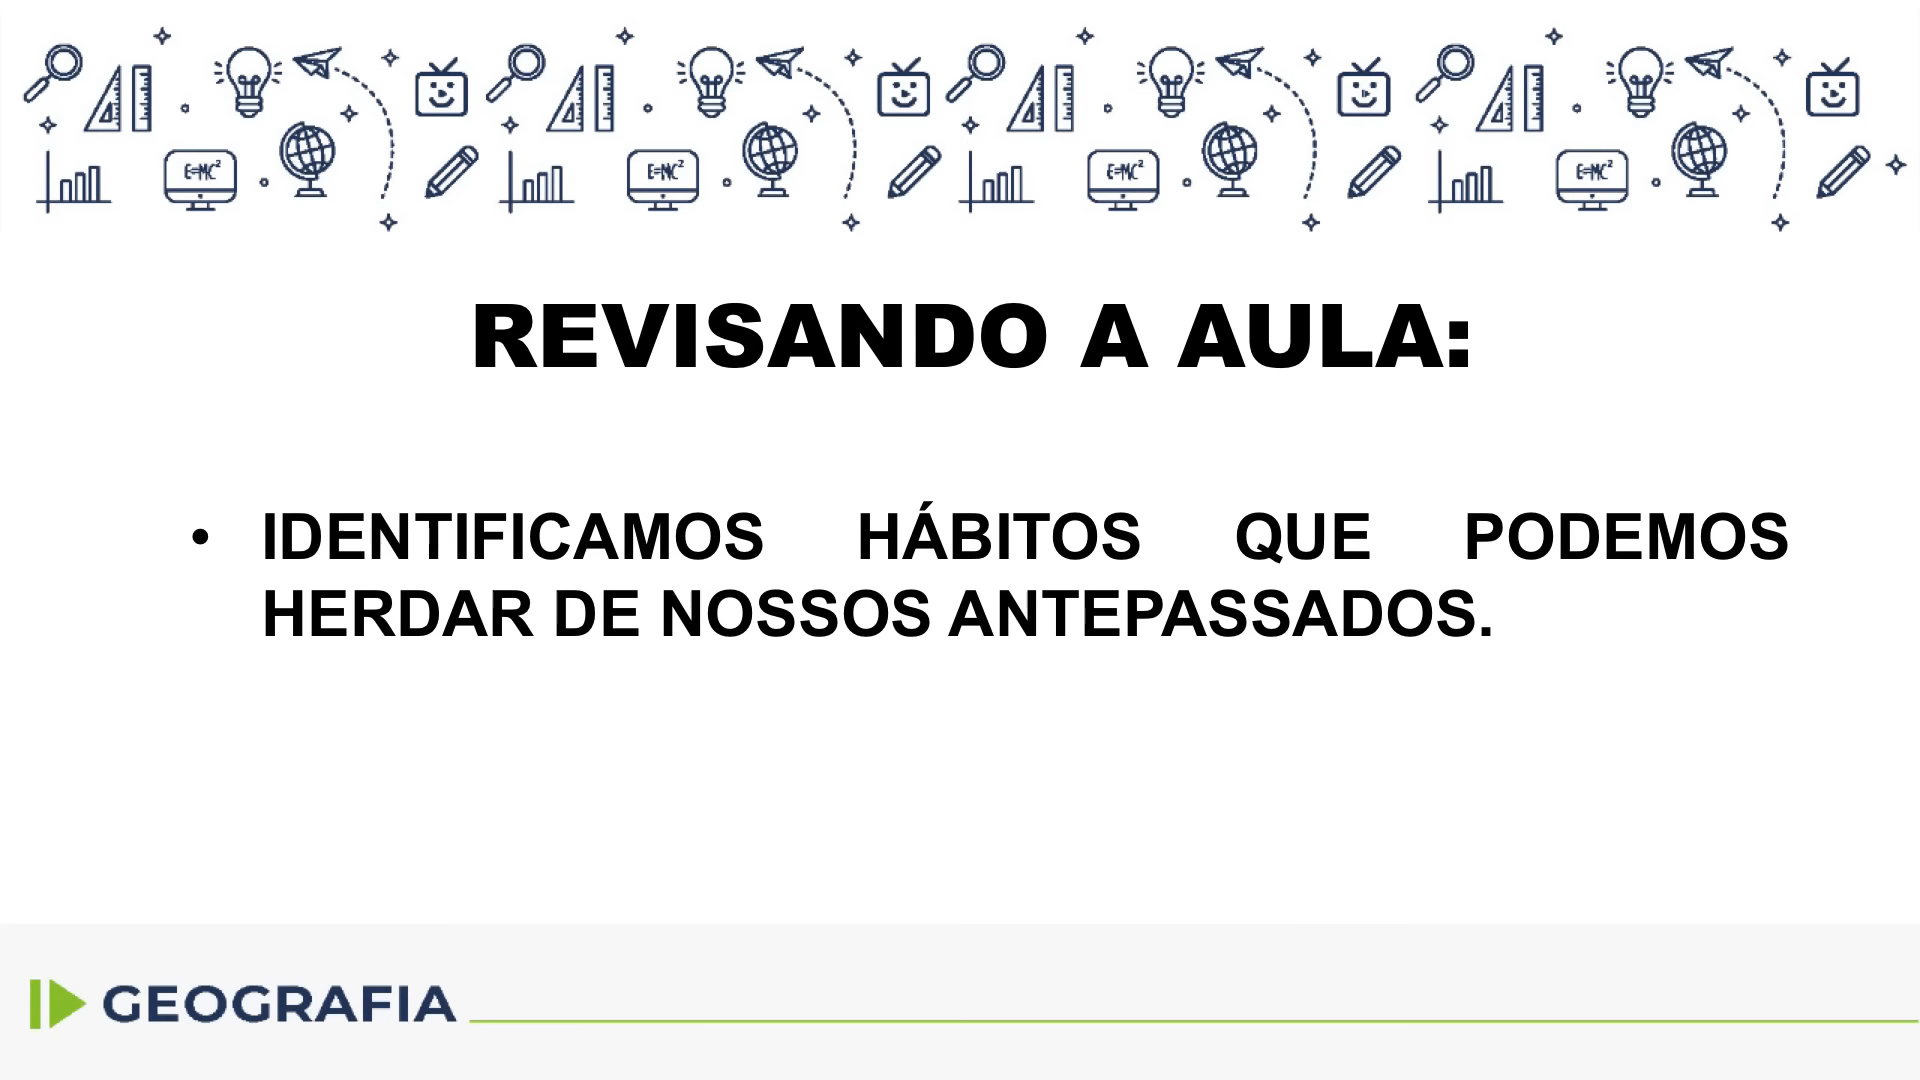 E=MC² E=MC² E=MC² E=MC²
REVISANDO A AULA:
• IDENTIFICAMOS HÁBITOS QUE PODEMOS
HERDAR DE NOSSOS ANTEPASSADOS.
GEOGRAFIA